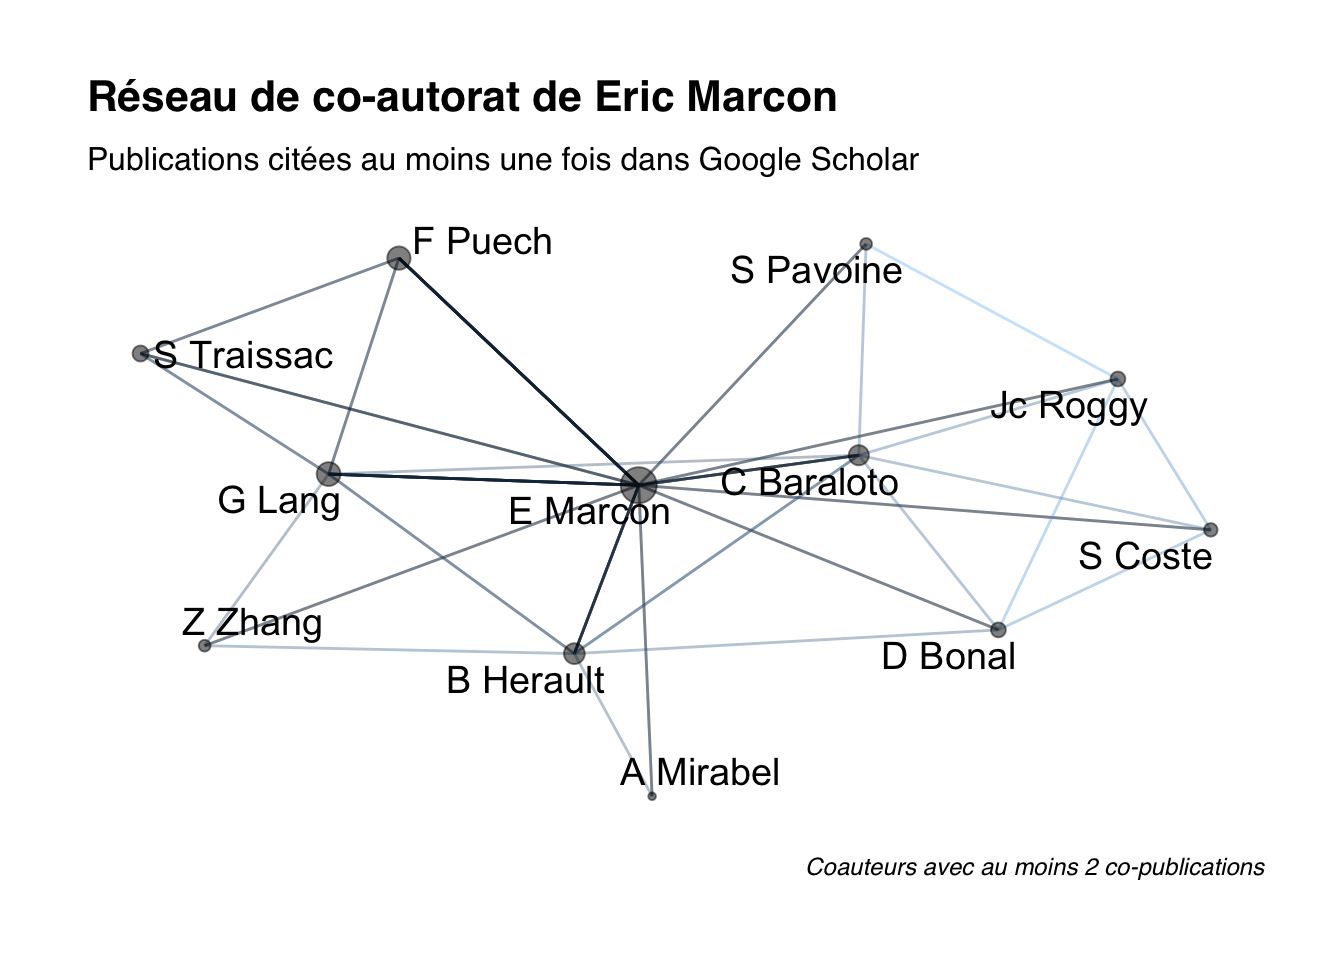 Réseau de co-autorat de Eric Marcon
Publications citées au moins une fois dans Google Scholar
F Puech
S Pavoine
S Traissac
Jc Roggy
C Baraloto
G Lang
E Marcon
S Coste
Z Zhang
D Bonal
B Herault
A Mirabel
Coauteurs avec au moins 2 co-publications